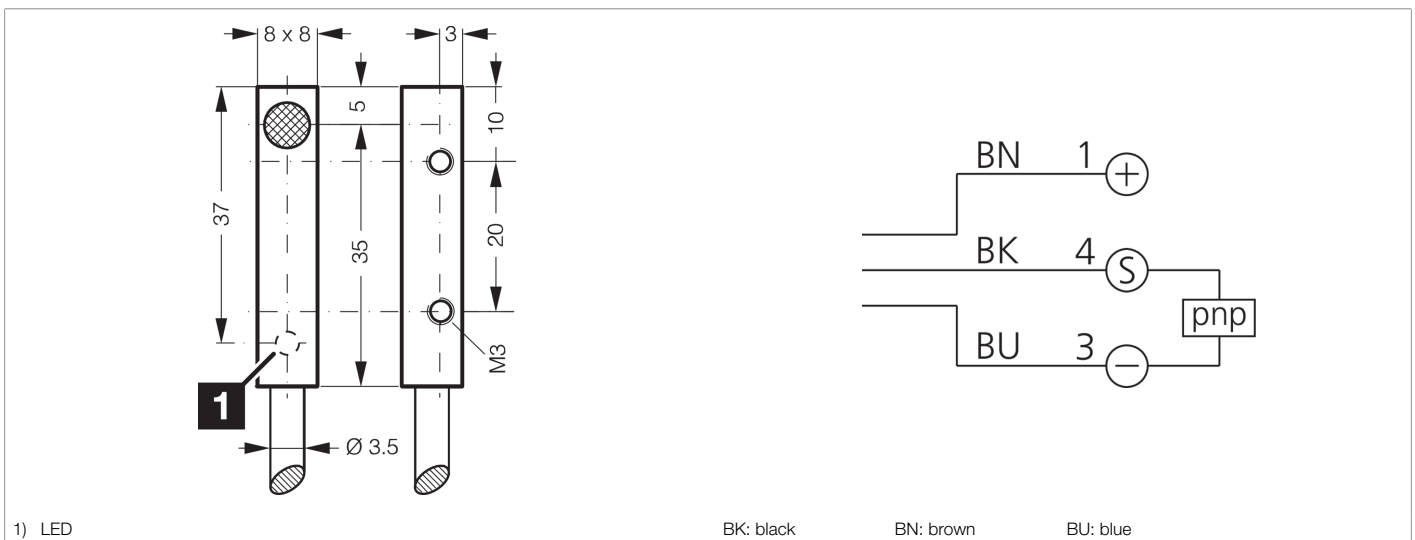 8 x 8
3
5
10
37
35
20
M3
1
Ø 3.5
BN 1 +
BK 4 S
pnp
BU 3 −
1) LED
BK: black BN: brown BU: blue